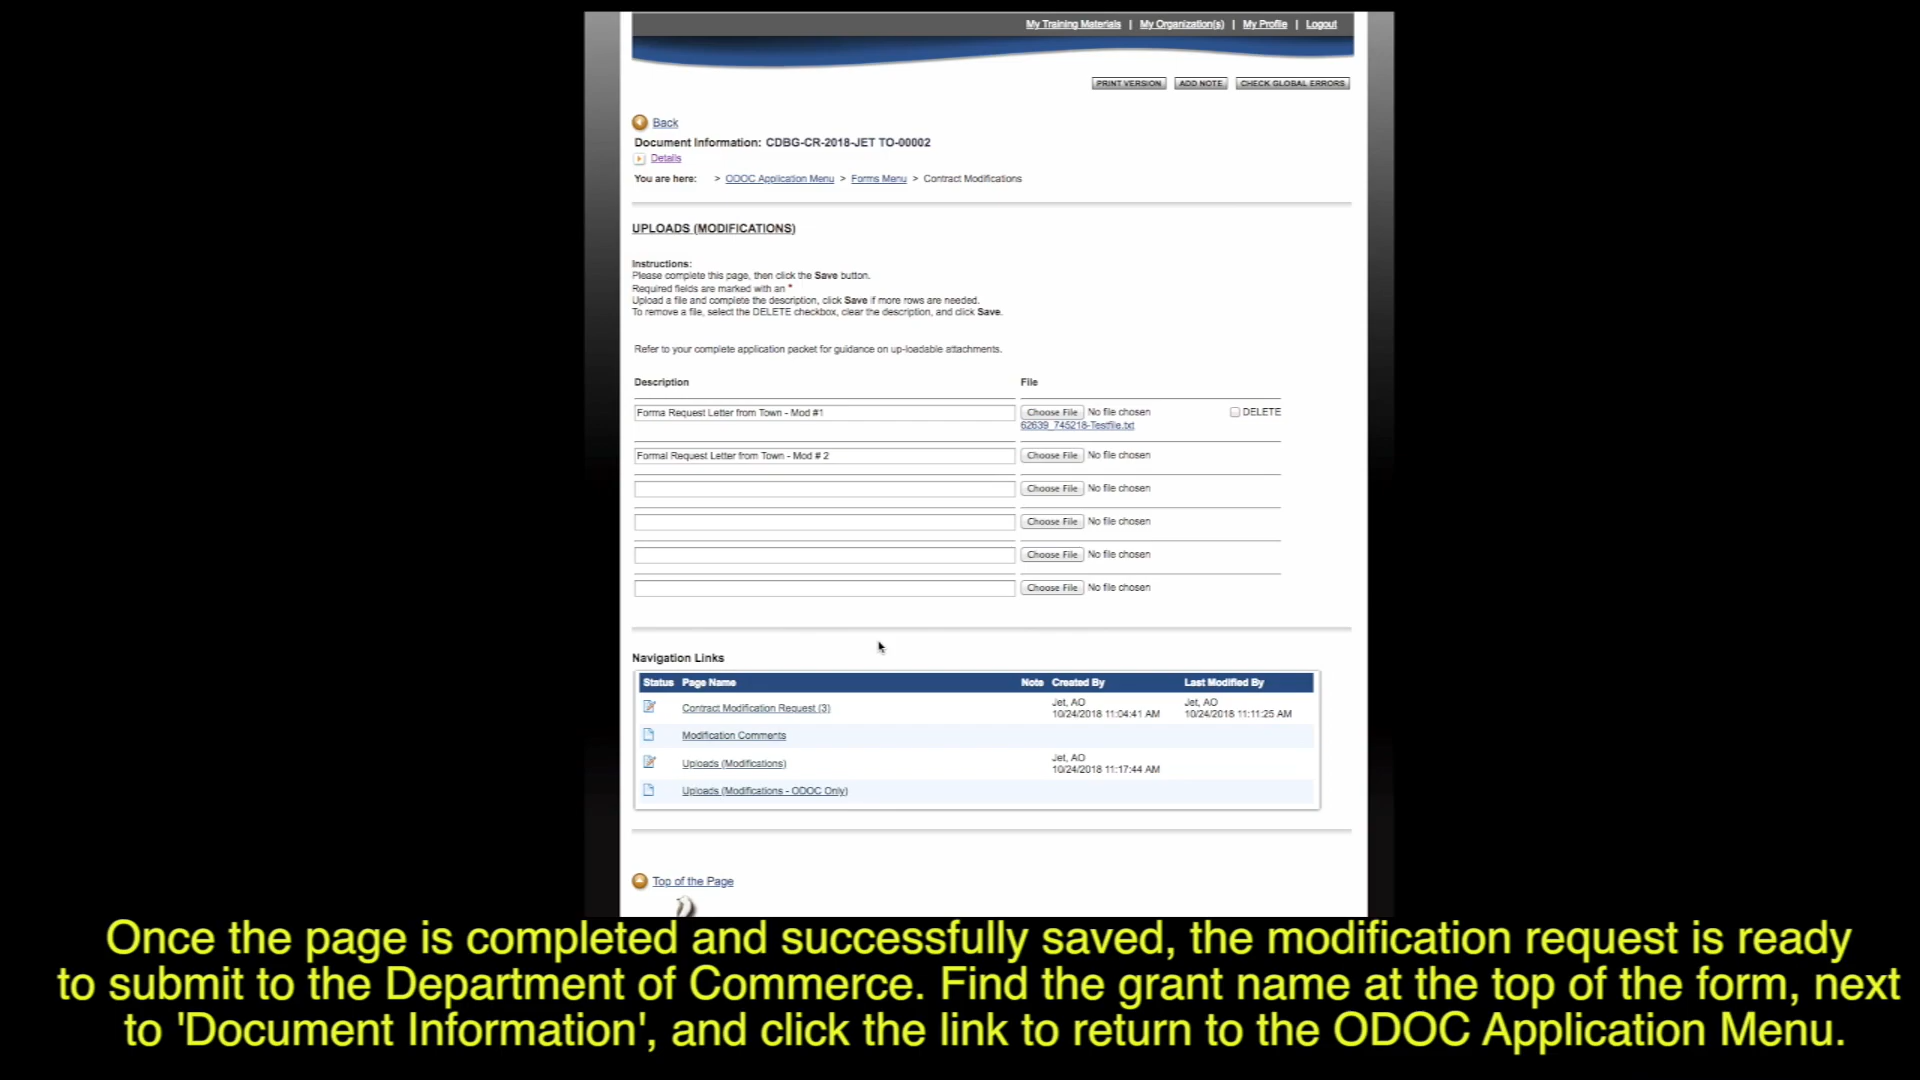 My Training Materials | My Organization(s) | My Profile | Logout
PRINT VERSION ADD NOTE CHECK GLOBAL ERRORS
Back
Document Information: CDBG-CR-2018-JET TO-00002
Details
You are here: > ODOC Application Menu > Forms Menu > Contract Modifications
UPLOADS (MODIFICATIONS)
Instructions:
Please complete this page, then click the Save button.
Required fields are marked with an *
Upload a file and complete the description, click Save if more rows are needed.
To remove a file, select the DELETE checkbox, clear the description, and click Save.
Refer to your complete application packet for guidance on up-loadable attachments.
Description File
Forma Request Letter from Town - Mod #1 Choose File No file chosen DELETE
62639_745218-Testfile.txt
Formal Request Letter from Town - Mod # 2 Choose File No file chosen
Choose File No file chosen
Choose File No file chosen
Choose File No file chosen
Choose File No file chosen
Navigation Links
Status Page Name Note Created By Last Modified By
Contract Modification Request (3) Jet, AO Jet, AO
10/24/2018 11:04:41 AM 10/24/2018 11:11:25 AM
Modification Comments
Uploads (Modifications) Jet, AO
10/24/2018 11:17:44 AM
Uploads (Modifications - ODOC Only)
Top of the Page
Once the page is completed and successfully saved, the modification request is ready
to submit to the Department of Commerce. Find the grant name at the top of the form, next
to 'Document Information', and click the link to return to the ODOC Application Menu.